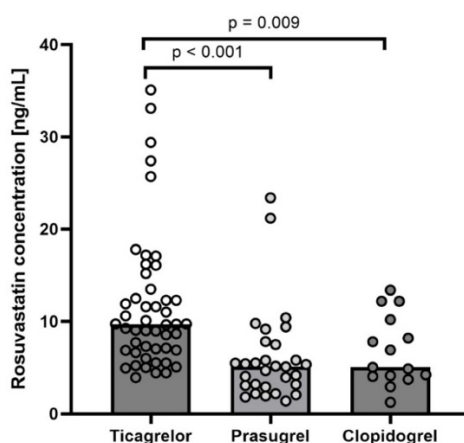 p = 0.009
p < 0.001
Rosuvastatin concentration [ng/mL]
40
30
20
10
0
Ticagrelor Prasugrel Clopidogrel